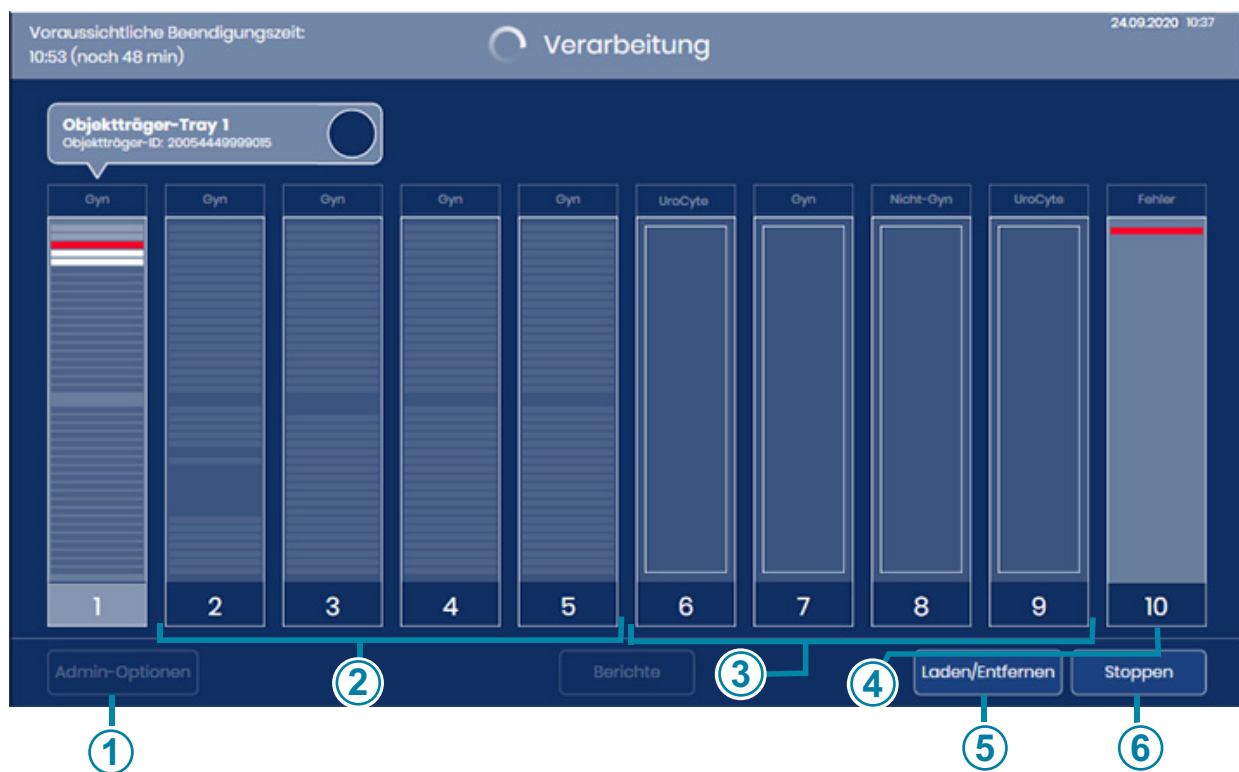 Voraussichtliche Beendigungszeit:
10:53 (noch 48 min)
Verarbeitung
24.09.2020 10:37
Objektträger-Tray 1
Objektträger-ID: 20054449999015
Gyn
Gyn
Gyn
Gyn
Gyn
UroCyte
Gyn
Nicht-Gyn
UroCyte
Fehler
1
2
3
4
5
6
7
8
9
10
Admin-Optionen
Berichte
Laden/Entfernen
Stoppen
2
3
4
1
5
6